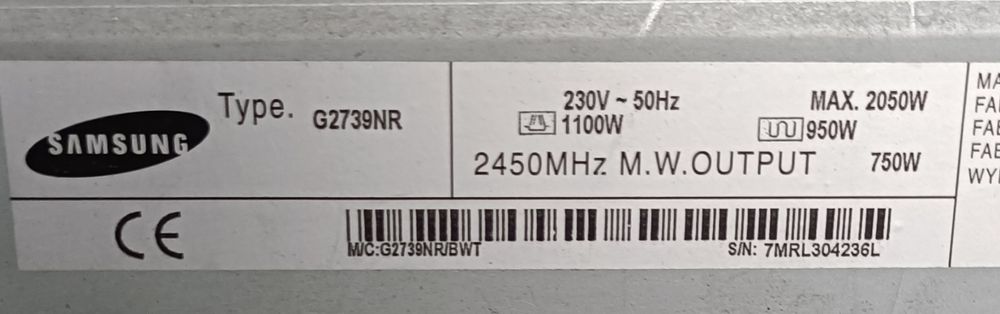 SAMSUNG
Type. G2739NR
230V ~ 50Hz MAX. 2050W
1100W 950W
2450MHz M.W.OUTPUT 750W
CE
M/C:G2739NR/BWT S/N: 7MRL304236L